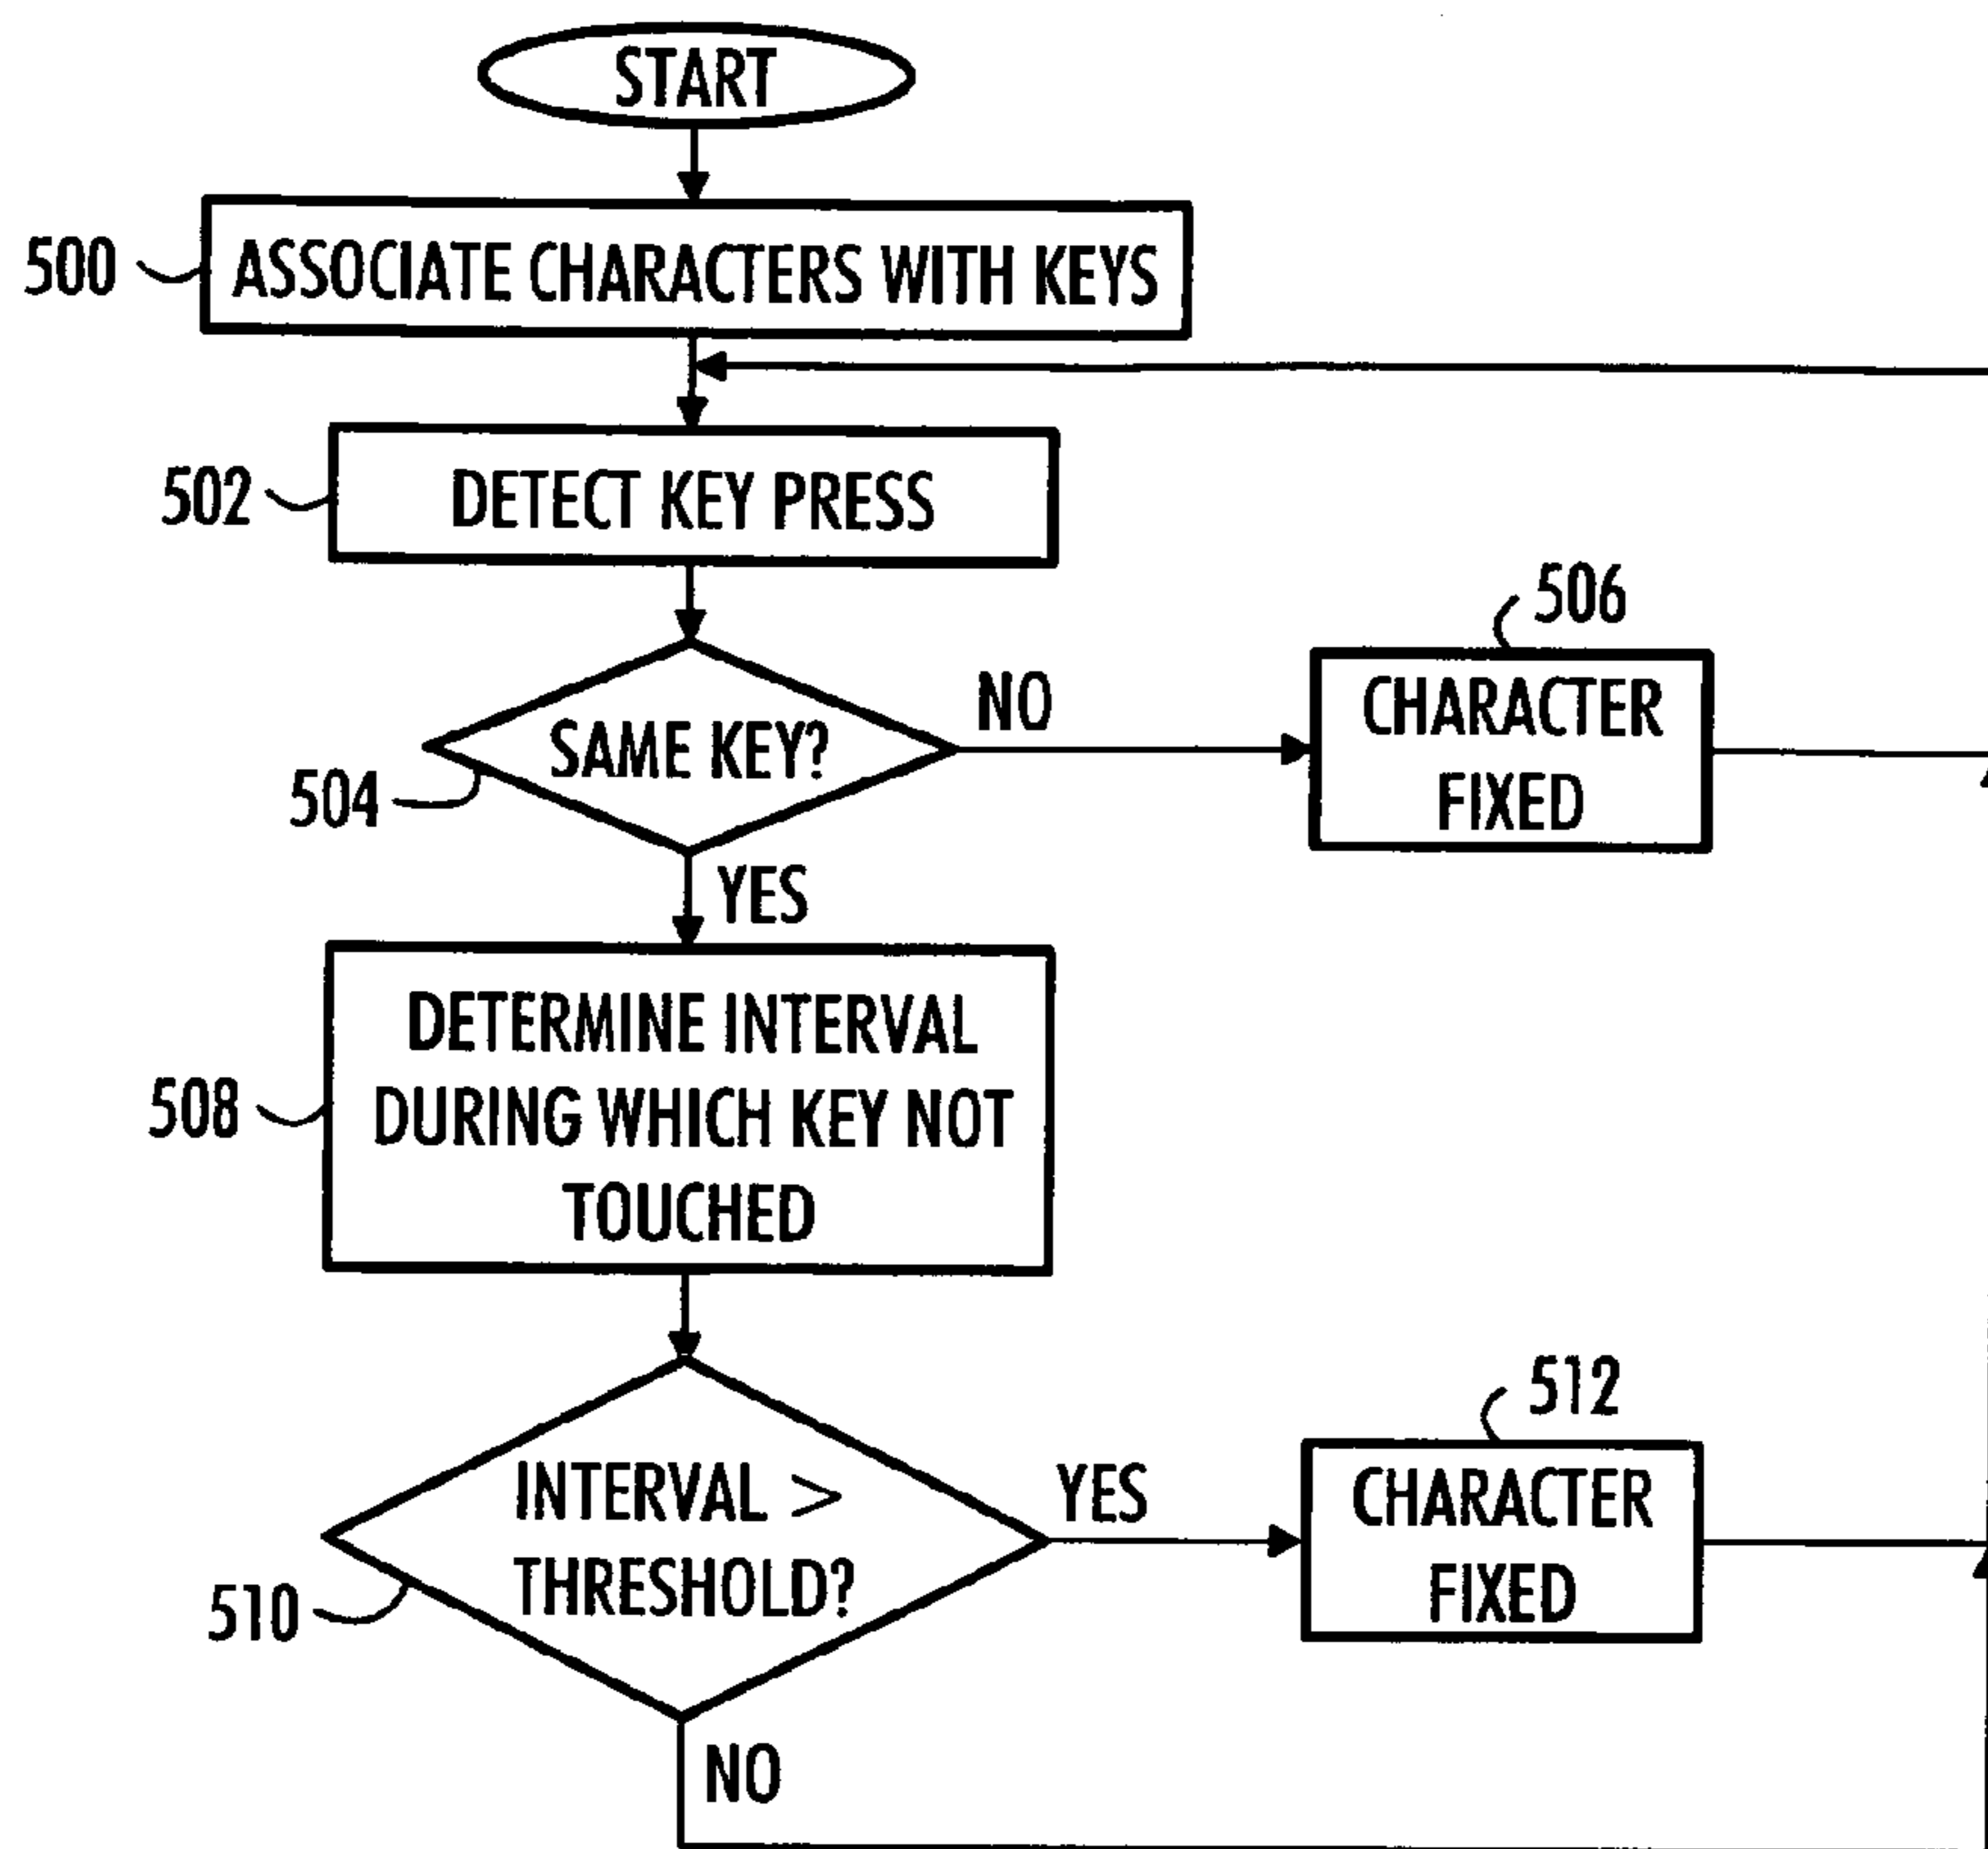 START
500
ASSOCIATE CHARACTERS WITH KEYS
502
DETECT KEY PRESS
506
SAME KEY?
NO
CHARACTER
FIXED
504
YES
508
DETERMINE INTERVAL
DURING WHICH KEY NOT
TOUCHED
512
INTERVAL >
THRESHOLD?
YES
CHARACTER
FIXED
510
NO